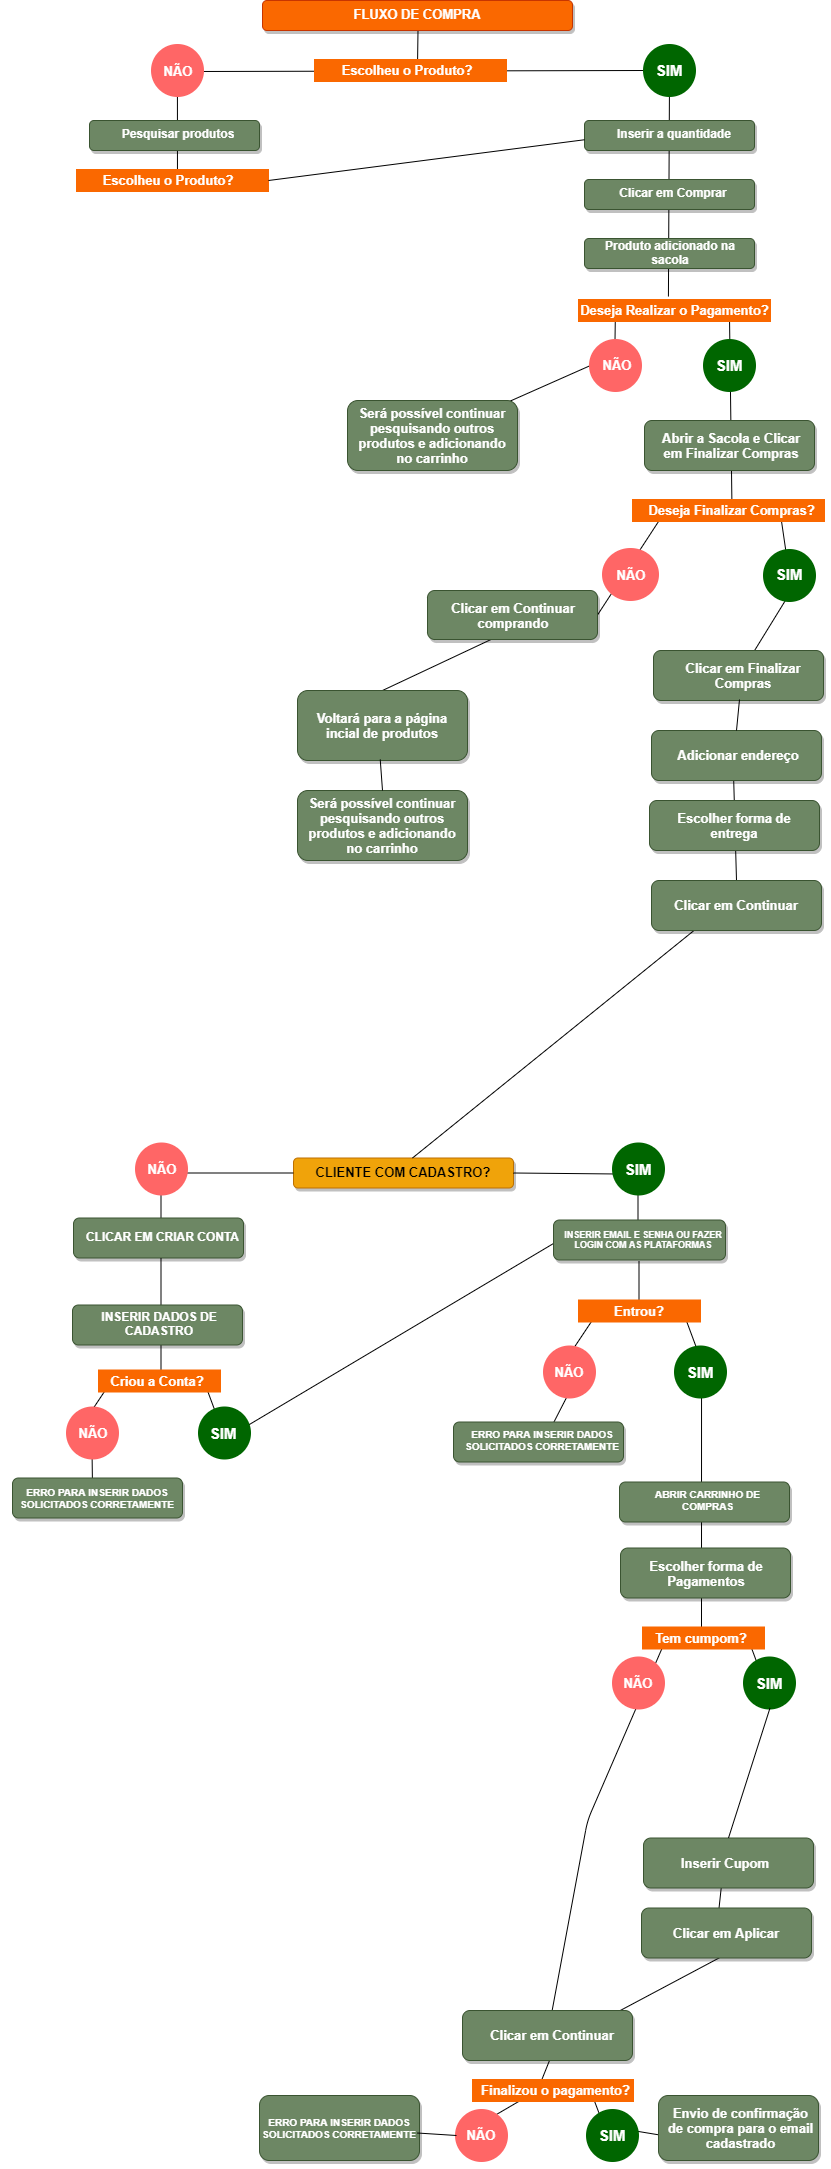 FLUXO DE COMPRA
Escolheu o Produto?
NÃO
SIM
Pesquisar produtos
Inserir a quantidade
Escolheu o Produto?
Clicar em Comprar
Produto adicionado na
sacola
Deseja Realizar o Pagamento?
NÃO
SIM
Será possível continuar
pesquisando outros
produtos e adicionando
no carrinho
Abrir a Sacola e Clicar
em Finalizar Compras
Deseja Finalizar Compras?
NÃO
SIM
Clicar em Continuar
comprando
Clicar em Finalizar
Compras
Voltará para a página
incial de produtos
Adicionar endereço
Será possível continuar
pesquisando outros
produtos e adicionando
no carrinho
Escolher forma de
entrega
Clicar em Continuar
CLIENTE COM CADASTRO?
NÃO
SIM
CLICAR EM CRIAR CONTA
INSERIR EMAIL E SENHA OU FAZER
LOGIN COM AS PLATAFORMAS
INSERIR DADOS DE
CADASTRO
Entrou?
Criou a Conta?
NÃO
SIM
NÃO
SIM
ERRO PARA INSERIR DADOS
SOLICITADOS CORRETAMENTE
ERRO PARA INSERIR DADOS
SOLICITADOS CORRETAMENTE
ABRIR CARRINHO DE
COMPRAS
Escolher forma de
Pagamentos
Tem cumpom?
NÃO
SIM
Inserir Cupom
Clicar em Aplicar
Clicar em Continuar
Finalizou o pagamento?
ERRO PARA INSERIR DADOS
SOLICITADOS CORRETAMENTE
NÃO
SIM
Envio de confirmação
de compra para o email
cadastrado